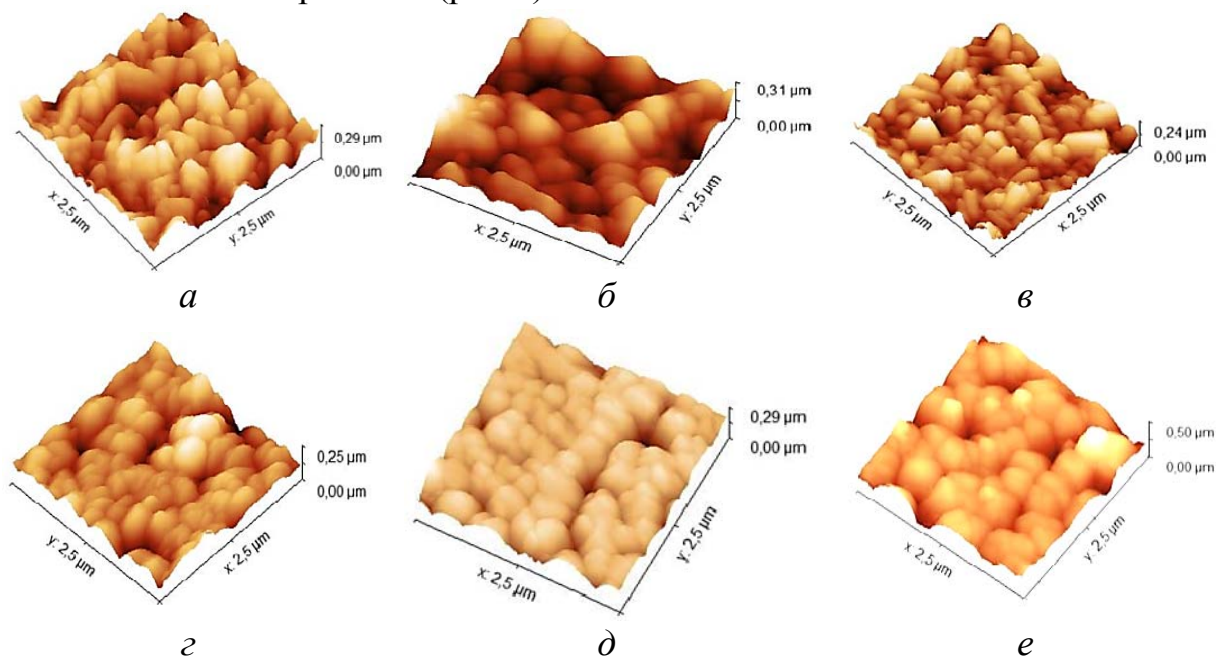 0,29 µm
0,00 µm
x: 2,5 µm
y: 2,5 µm
а
0,31 µm
0,00 µm
x: 2,5 µm
y: 2,5 µm
б
0,24 µm
0,00 µm
y: 2,5 µm
x: 2,5 µm
в
0,25 µm
0,00 µm
y: 2,5 µm
x: 2,5 µm
г
0,29 µm
0,00 µm
x: 2,5 µm
y: 2,5 µm
д
0,50 µm
0,00 µm
x: 2,5 µm
y: 2,5 µm
е